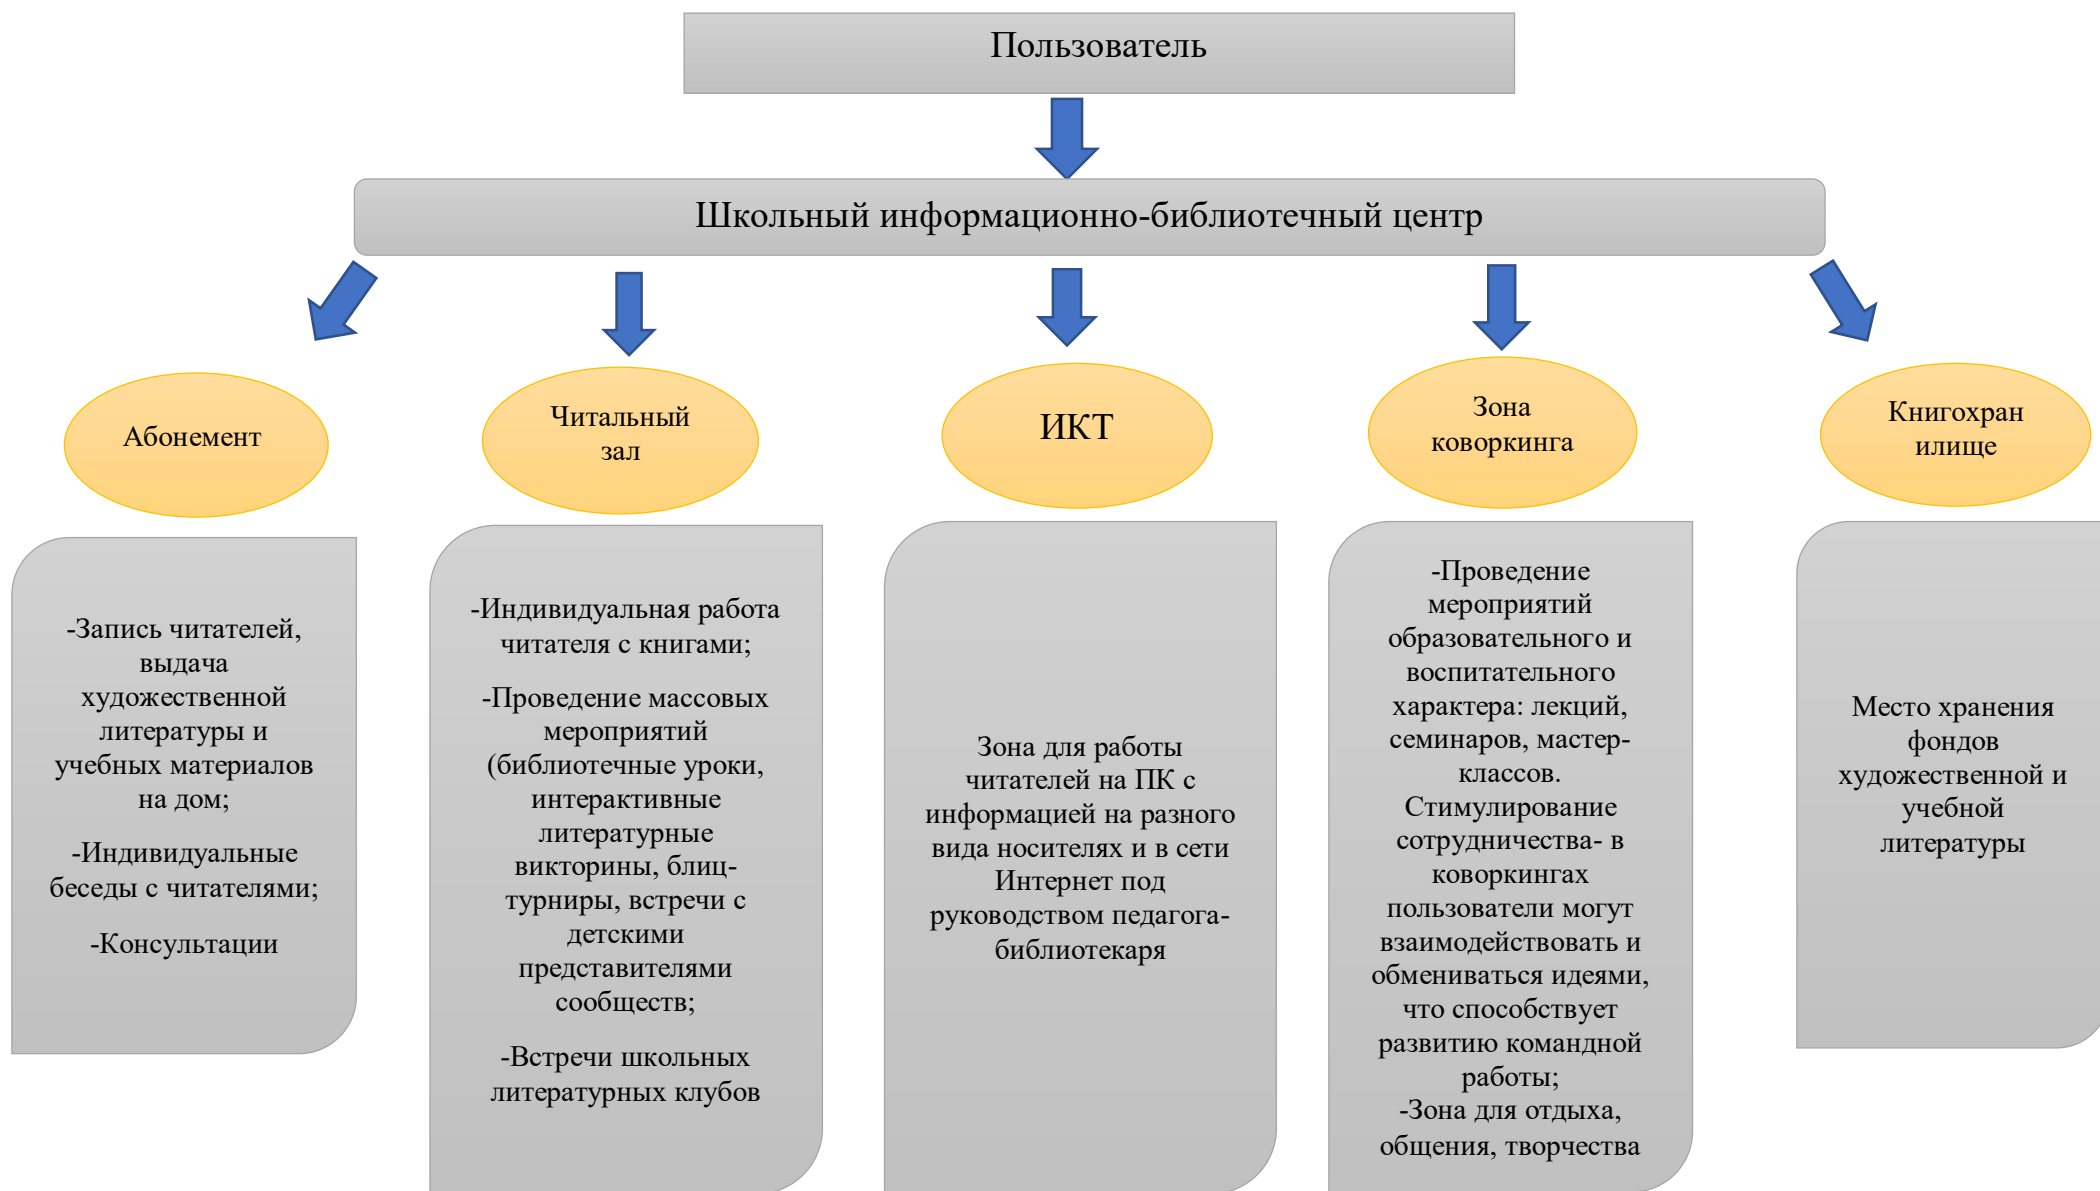 Пользователь
Школьный информационно-библиотечный центр
Абонемент
Читальный
зал
ИКТ
Зона
коворкинга
Книгохран
илище
-Запись читателей,
выдача
художественной
литературы и
учебных материалов
на дом;
-Индивидуальные
беседы с читателями;
-Консультации
-Индивидуальная работа
читателя с книгами;
-Проведение массовых
мероприятий
(библиотечные уроки,
интерактивные
литературные
викторины, блиц-
турниры, встречи с
детскими
представителями
сообществ;
-Встречи школьных
литературных клубов
Зона для работы
читателей на ПК с
информацией на разного
вида носителях и в сети
Интернет под
руководством педагога-
библиотекаря
-Проведение
мероприятий
образовательного и
воспитательного
характера: лекций,
семинаров, мастер-
классов.
Стимулирование
сотрудничества- в
коворкингах
пользователи могут
взаимодействовать и
обмениваться идеями,
что способствует
развитию командной
работы;
-Зона для отдыха,
общения, творчества
Место хранения
фондов
художественной и
учебной
литературы